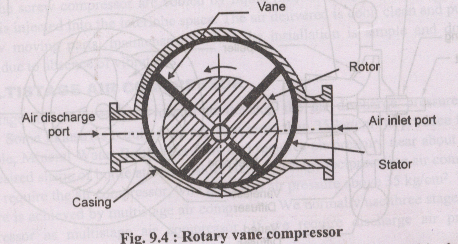 Vane
Rotor
Air discharge
port
Air inlet port
Stator
Casing
Fig. 9.4 : Rotary vane compressor